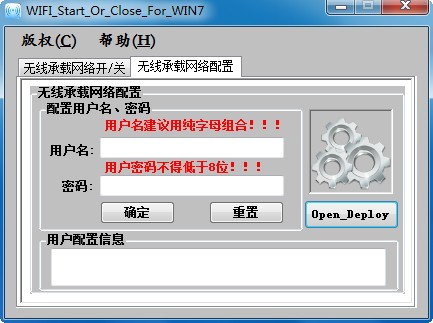 WIFI_Start_Or_Close_For_WIN7
版权(C) 帮助(H)
无线承载网络开/关 无线承载网络配置
无线承载网络配置
配置用户名、密码
用户名建议用纯字母组合！！！
用户名:
用户密码不得低于8位！！！
密码:
确定 重置 Open_Deploy
用户配置信息